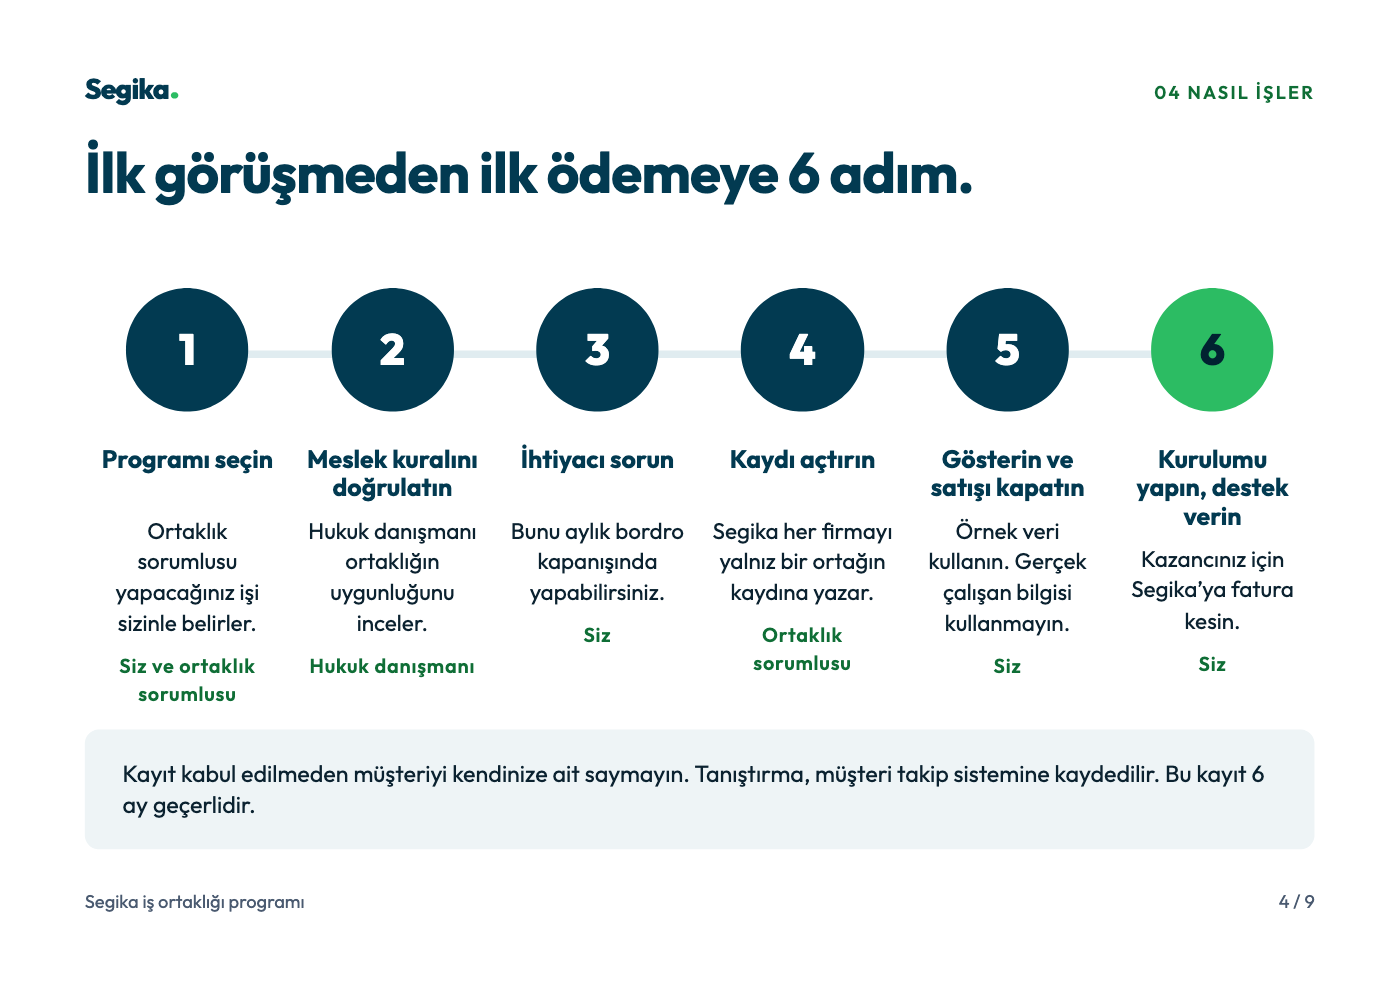 Segika.
04 NASIL İŞLER
İlk görüşmeden ilk ödemeye 6 adım.
1
2
3
4
5
6
Programı seçin
Ortaklık
sorumlusu
yapacağınız işi
sizinle belirler.
Siz ve ortaklık
sorumlusu
Meslek kuralını
doğrulatın
Hukuk danışmanı
ortaklığın
uygunluğunu
inceler.
Hukuk danışmanı
İhtiyacı sorun
Bunu aylık bordro
kapanışında
yapabilirsiniz.
Siz
Kaydı açtırın
Segika her firmayı
yalnız bir ortağın
kaydına yazar.
Ortaklık
sorumlusu
Gösterin ve
satışı kapatın
Örnek veri
kullanın. Gerçek
çalışan bilgisi
kullanmayın.
Siz
Kurulumu
yapın, destek
verin
Kazancınız için
Segika’ya fatura
kesin.
Siz
Kayıt kabul edilmeden müşteriyi kendinize ait saymayın. Tanıştırma, müşteri takip sistemine kaydedilir. Bu kayıt 6
ay geçerlidir.
Segika iş ortaklığı programı
4 / 9